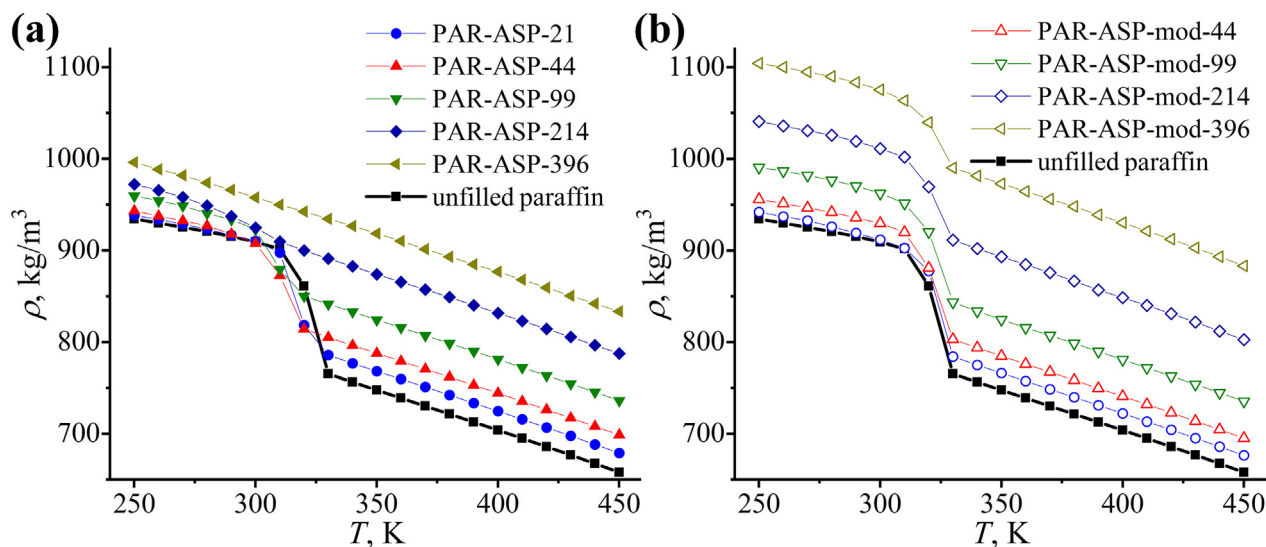 (a)
PAR-ASP-21
PAR-ASP-44
PAR-ASP-99
PAR-ASP-214
PAR-ASP-396
unfilled paraffin
1100
1000
900
800
700
ρ, kg/m³
250
300
350
400
450
T, K
(b)
PAR-ASP-mod-44
PAR-ASP-mod-99
PAR-ASP-mod-214
PAR-ASP-mod-396
unfilled paraffin
1100
1000
900
800
700
ρ, kg/m³
250
300
350
400
450
T, K